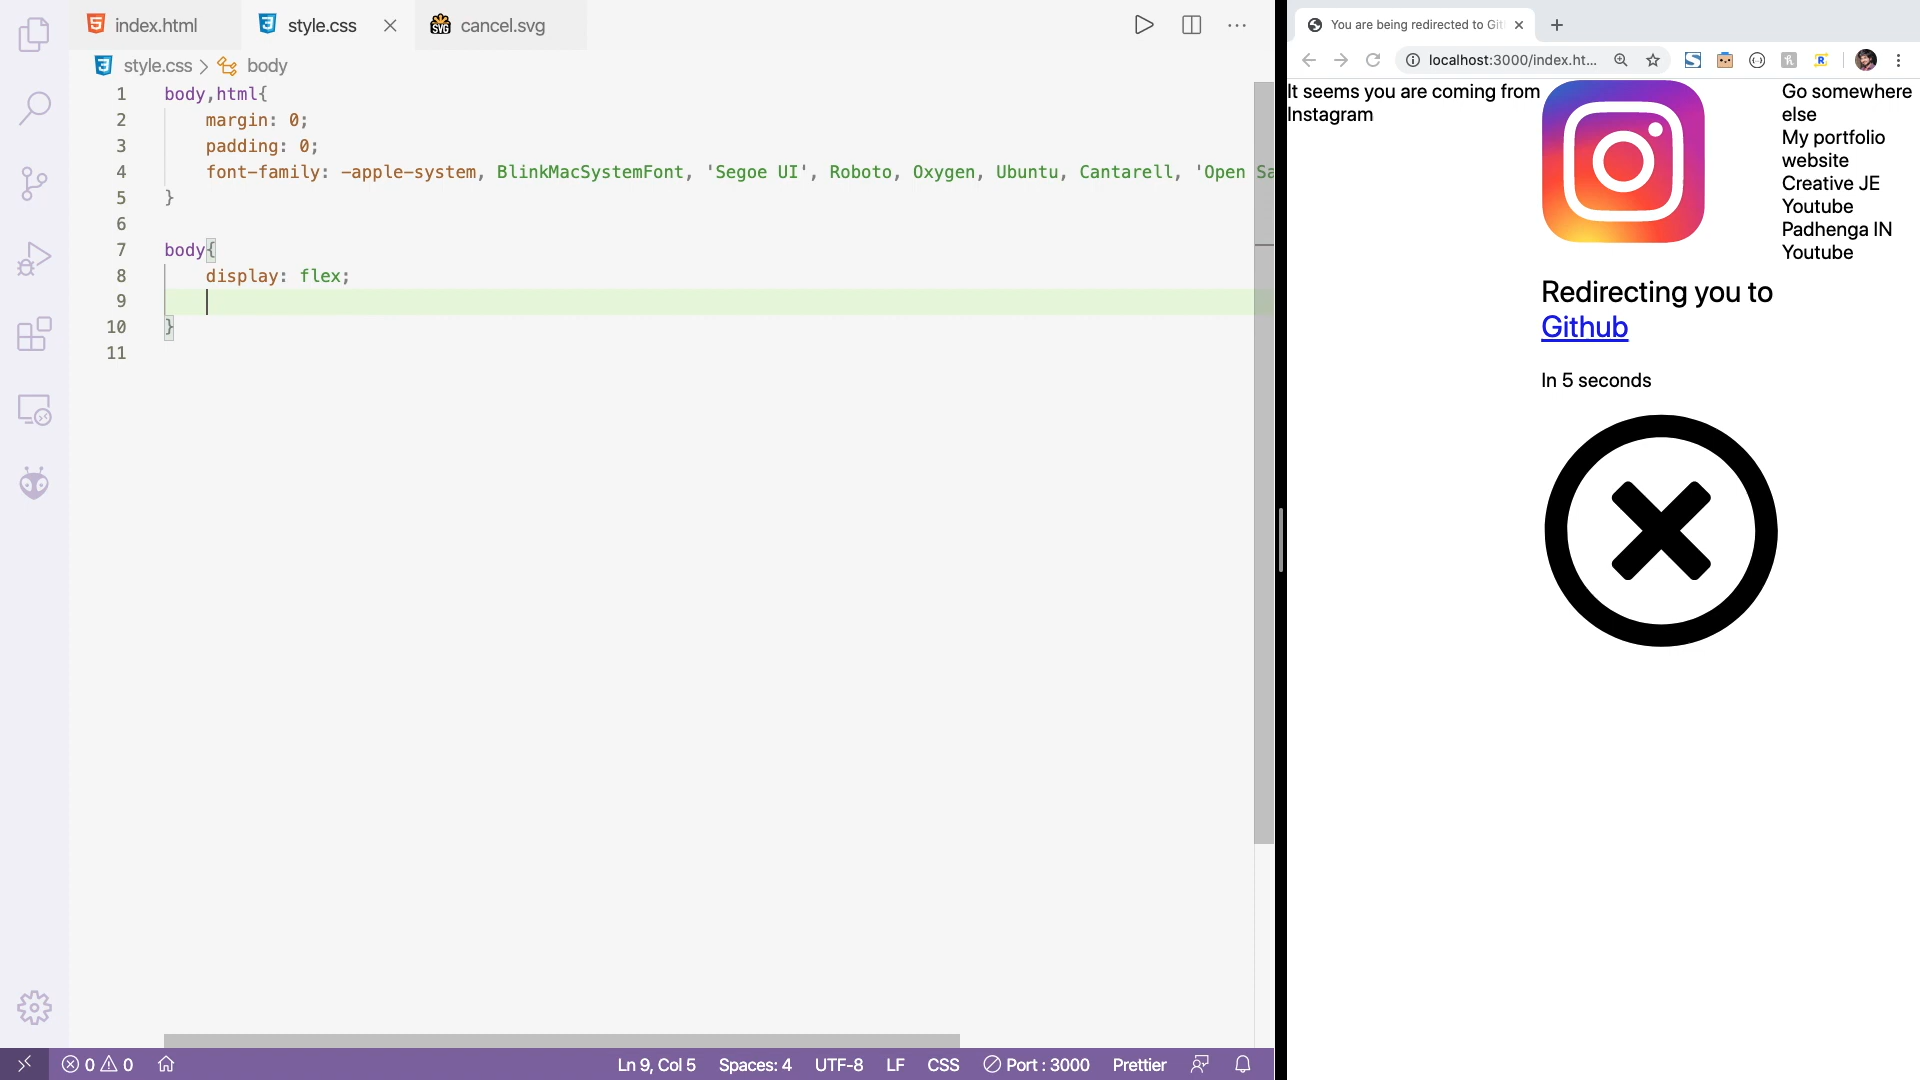 index.html
style.css
cancel.svg
style.css
body
1 body,html{
2 margin: 0;
3 padding: 0;
4 font-family: -apple-system, BlinkMacSystemFont, 'Segoe UI', Roboto, Oxygen, Ubuntu, Cantarell, 'Open Sa
5 }
6
7 body{
8 display: flex;
9
10 }
11
0 0
Ln 9, Col 5
Spaces: 4
UTF-8
LF
CSS
Port : 3000
Prettier
You are being redirected to Git
localhost:3000/index.ht...
It seems you are coming from
Instagram
Redirecting you to
Github
In 5 seconds
Go somewhere
else
My portfolio
website
Creative JE
Youtube
Padhenga IN
Youtube